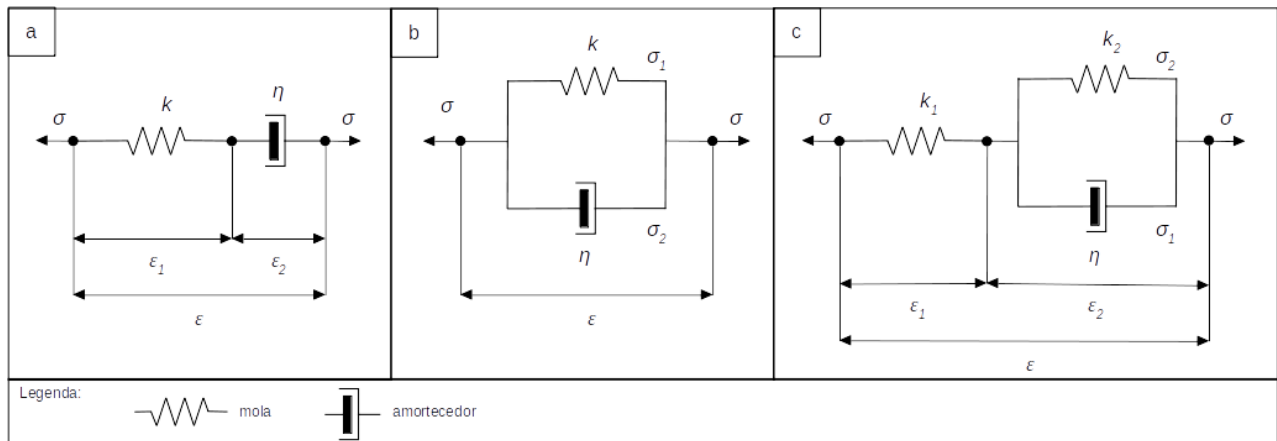 a
k
η
σ
σ
ε1
ε2
ε
b
k
σ1
σ
σ
η
σ2
ε
c
k2
σ2
k1
σ
σ
η
σ1
ε1
ε2
ε
Legenda:
mola
amortecedor